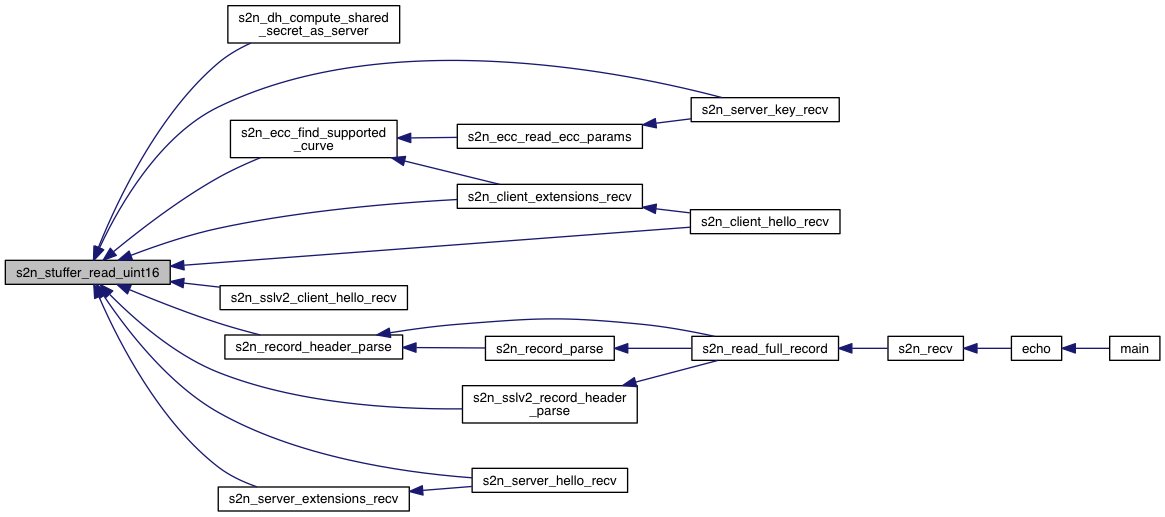 s2n_dh_compute_shared
_secret_as_server
s2n_server_key_recv
s2n_ecc_find_supported
_curve
s2n_ecc_read_ecc_params
s2n_client_extensions_recv
s2n_client_hello_recv
s2n_stuffer_read_uint16
s2n_sslv2_client_hello_recv
s2n_record_header_parse
s2n_record_parse
s2n_read_full_record
s2n_recv
echo
main
s2n_sslv2_record_header
_parse
s2n_server_hello_recv
s2n_server_extensions_recv